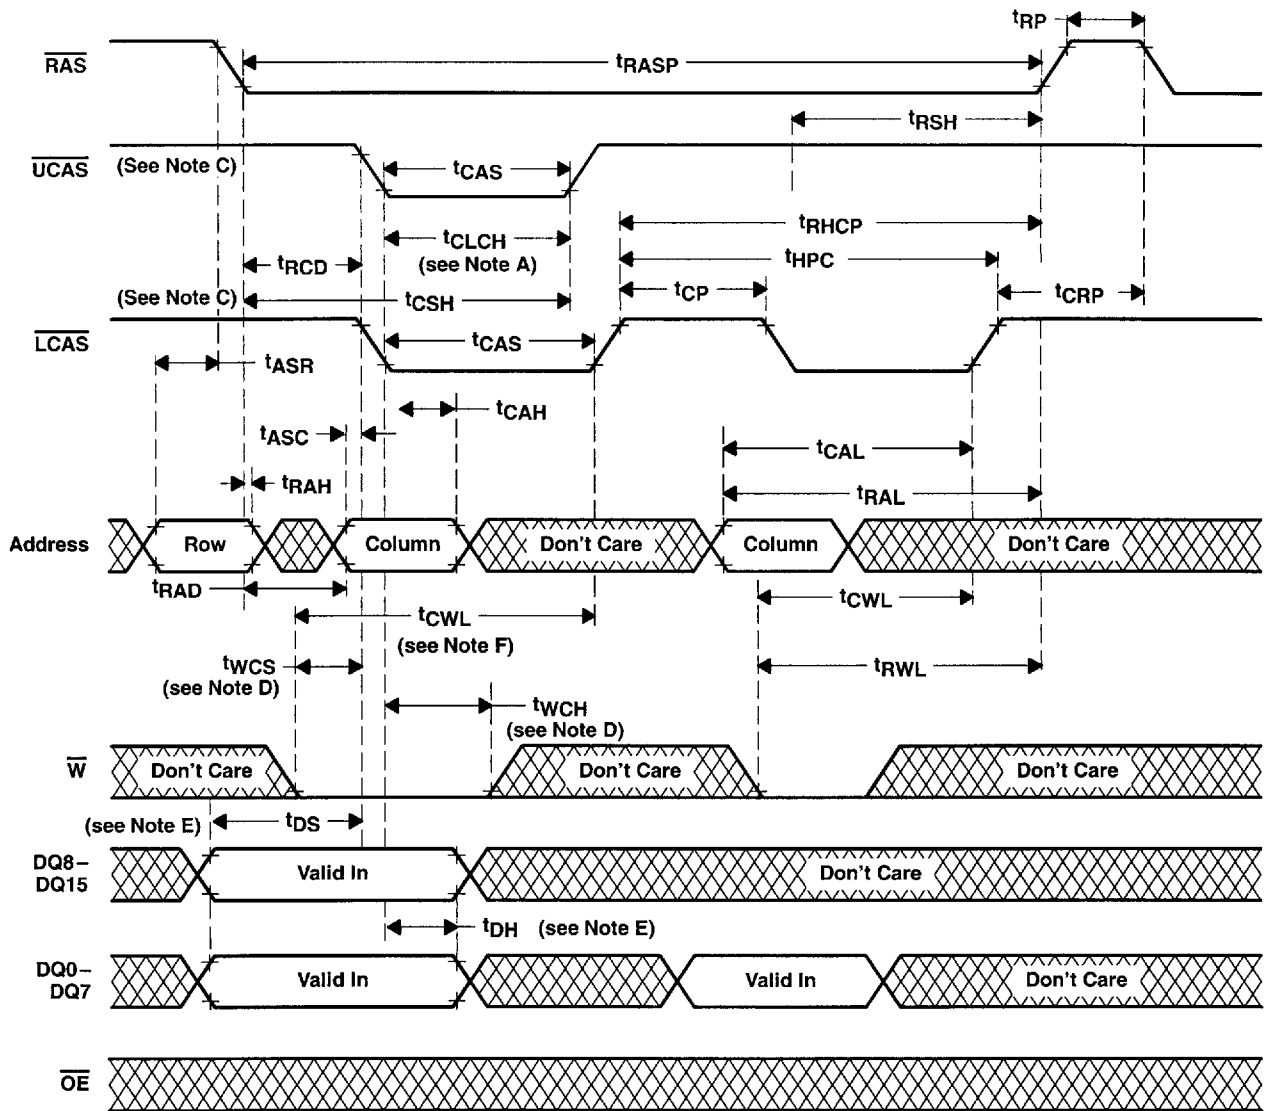 tRP
RAS
tRASP
tRSH
UCAS
(See Note C)
tCAS
tRHCP
tCLCH
(see Note A)
tHPC
tRCD
tCP
tCRP
(See Note C)
tCSH
LCAS
tCAS
tASR
tCAH
tASC
tCAL
tRAH
tRAL
Address
Row
Column
Don't Care
Column
Don't Care
tRAD
tCWL
tCWL
(see Note F)
tWCS
(see Note D)
tRWL
tWCH
(see Note D)
W
Don't Care
Don't Care
Don't Care
(see Note E)
tDS
DQ8–
DQ15
Valid In
Don't Care
tDH (see Note E)
DQ0–
DQ7
Valid In
Valid In
Don't Care
OE